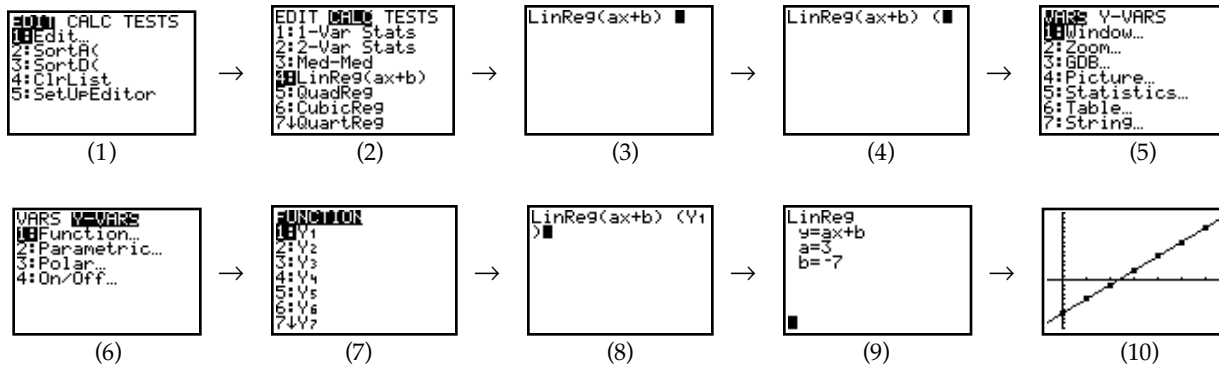 EDIT CALC TESTS
1:Edit…
2:SortA(
3:SortD(
4:ClrList
5:SetUpEditor
(1)
→
EDIT CALC TESTS
1:1-Var Stats
2:2-Var Stats
3:Med-Med
4:LinReg(ax+b)
5:QuadReg
6:CubicReg
7↓QuartReg
(2)
→
LinReg(ax+b)
(3)
→
LinReg(ax+b) (
(4)
→
VARS Y-VARS
1:Window…
2:Zoom…
3:GDB…
4:Picture…
5:Statistics…
6:Table…
7:String…
(5)
VARS Y-VARS
1:Function…
2:Parametric…
3:Polar…
4:On/Off…
(6)
→
FUNCTION
1:Y₁
2:Y₂
3:Y₃
4:Y₄
5:Y₅
6:Y₆
7↓Y₇
(7)
→
LinReg(ax+b) (Y₁
)
(8)
→
LinReg
y=ax+b
a=3
b=-7
(9)
→
(10)